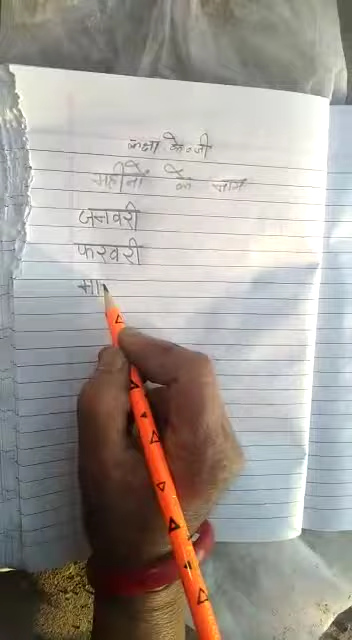 कक्षा के॰जी
महीनों के नाम
जनवरी
फरवरी
मा